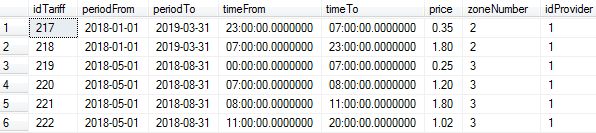 idTariff periodFrom periodTo timeFrom timeTo price zoneNumber idProvider
1 217 2018-01-01 2019-03-31 23:00:00.0000000 07:00:00.0000000 0.35 2 1
2 218 2018-01-01 2019-03-31 07:00:00.0000000 23:00:00.0000000 1.80 2 1
3 219 2018-05-01 2018-08-31 00:00:00.0000000 07:00:00.0000000 0.25 3 1
4 220 2018-05-01 2018-08-31 07:00:00.0000000 08:00:00.0000000 1.20 3 1
5 221 2018-05-01 2018-08-31 08:00:00.0000000 11:00:00.0000000 1.80 3 1
6 222 2018-05-01 2018-08-31 11:00:00.0000000 20:00:00.0000000 1.02 3 1